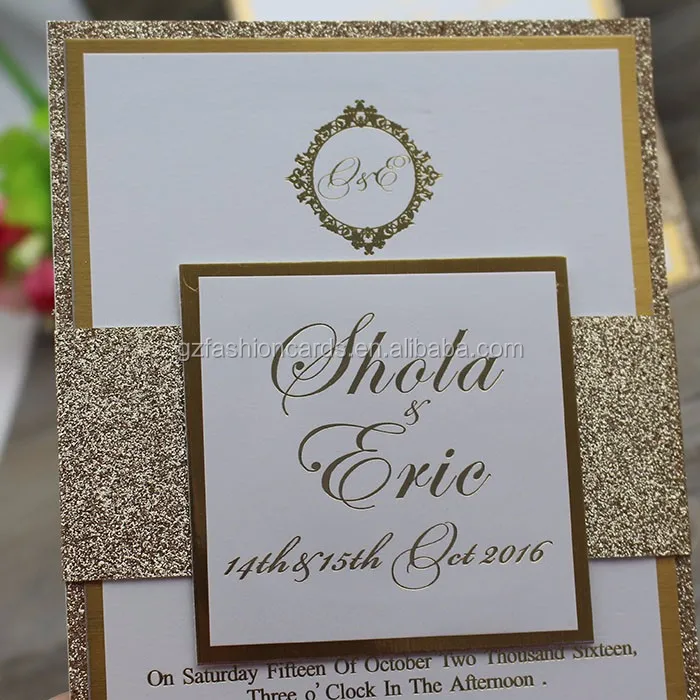 O&E
Shola
&
Eric
14th&15th Oct 2016
gzfashioncards.en.alibaba.com
On Saturday Fifteen Of October Two Thousand Sixteen,
Three o' Clock In The Afternoon .